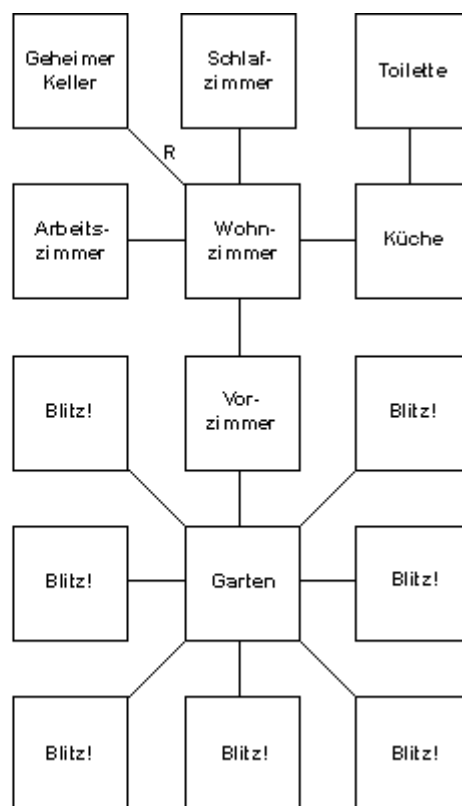 Geheimer
Keller
Schlaf-
zimmer
Toilette
R
Arbeits-
zimmer
Wohn-
zimmer
Küche
Blitz!
Vor-
zimmer
Blitz!
Blitz!
Garten
Blitz!
Blitz!
Blitz!
Blitz!